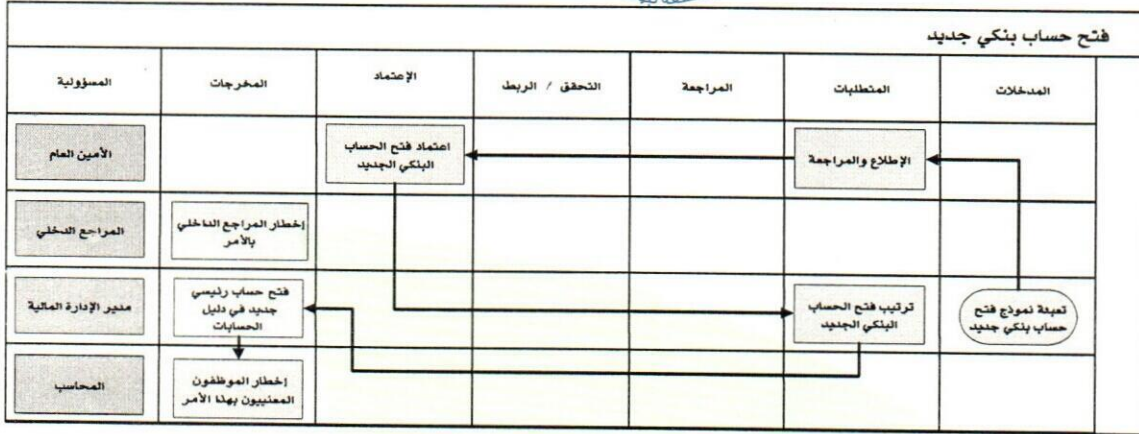 فتح حساب بنكي جديد
المدخلات
المتطلبات
المراجعة
التحقق / الربط
الإعتماد
المخرجات
المسؤولية
الإطلاع والمراجعة
اعتماد فتح الحساب
البنكي الجديد
الأمين العام
إخطار المراجع الداخلي
بالأمر
المراجع الدخلي
تعبئة نموذج فتح
حساب بنكي جديد
ترتيب فتح الحساب
البنكي الجديد
فتح حساب رئيسي
جديد في دليل
الحسابات
مدير الإدارة المالية
إخطار الموظفون
المعنييون بهذا الأمر
المحاسب